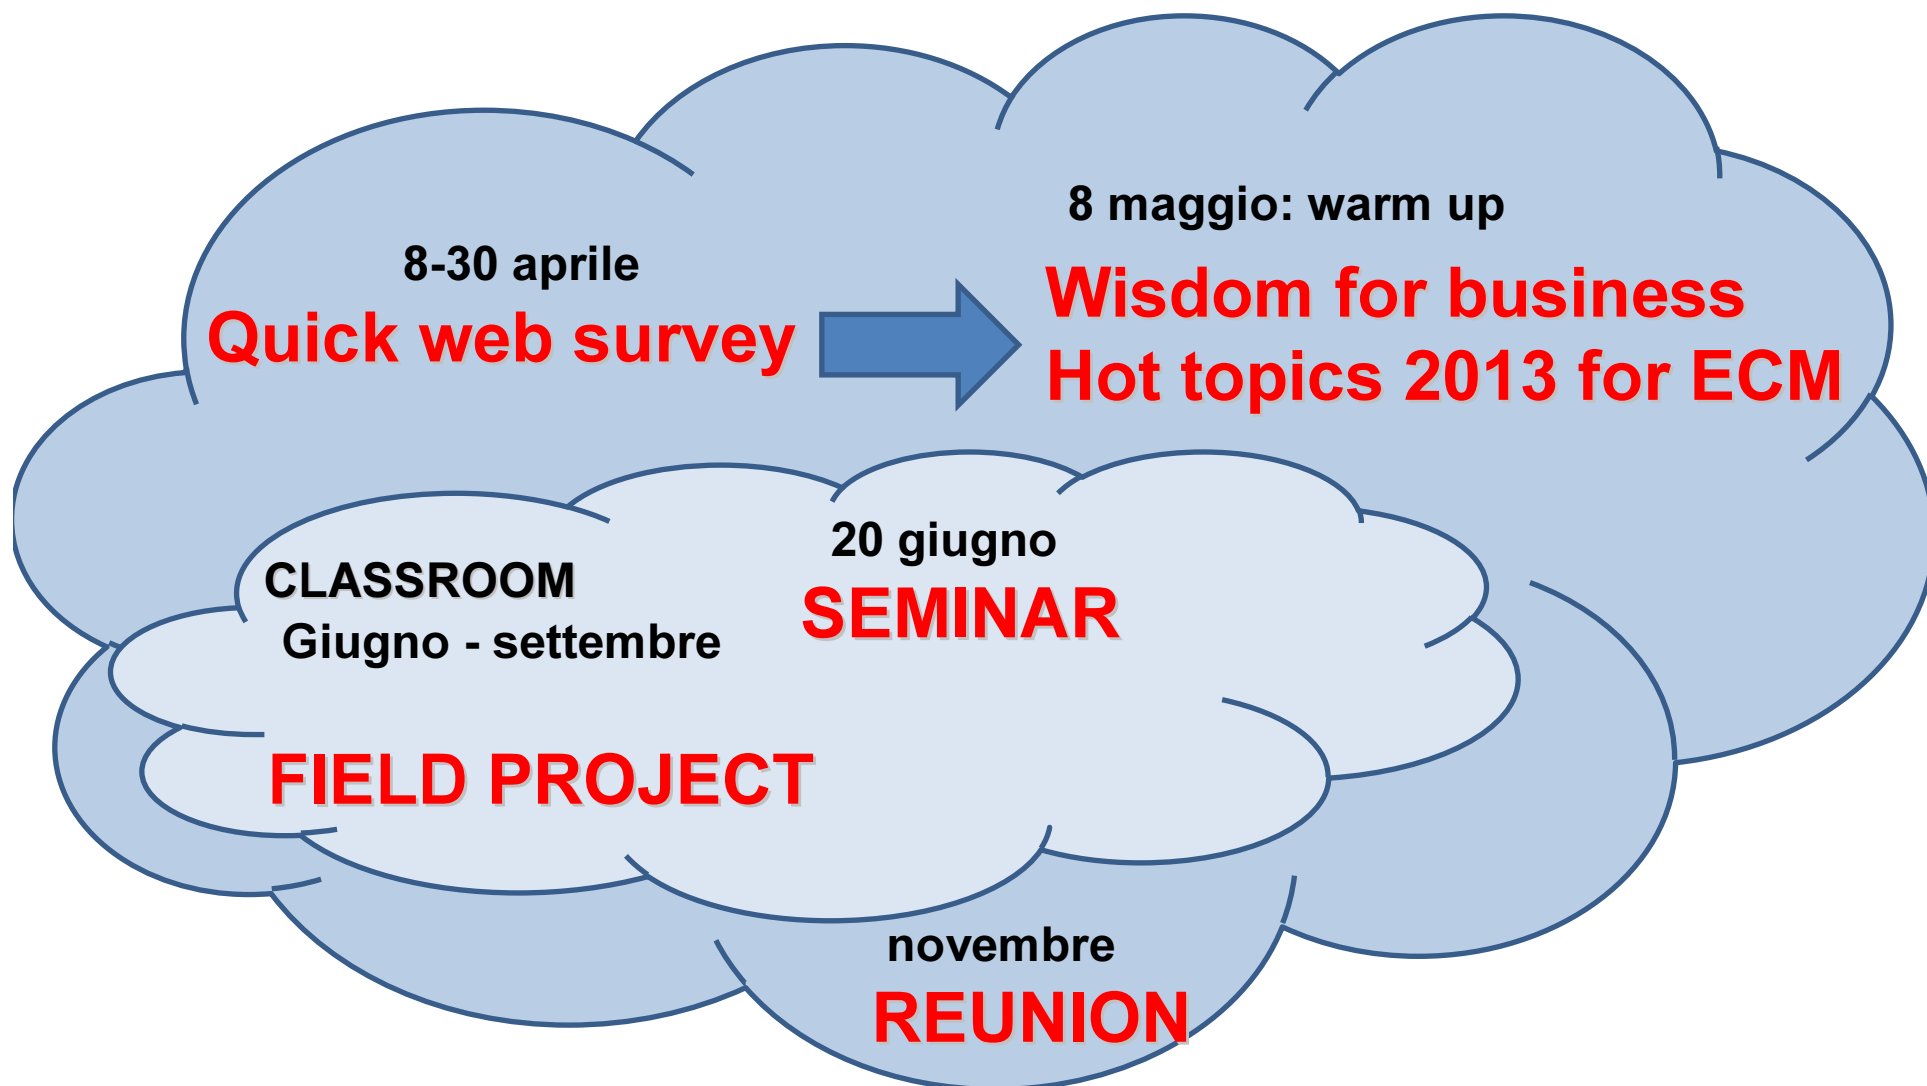 8-30 aprile
Quick web survey
8 maggio: warm up
Wisdom for business
Hot topics 2013 for ECM
CLASSROOM
Giugno - settembre
20 giugno
SEMINAR
FIELD PROJECT
novembre
REUNION